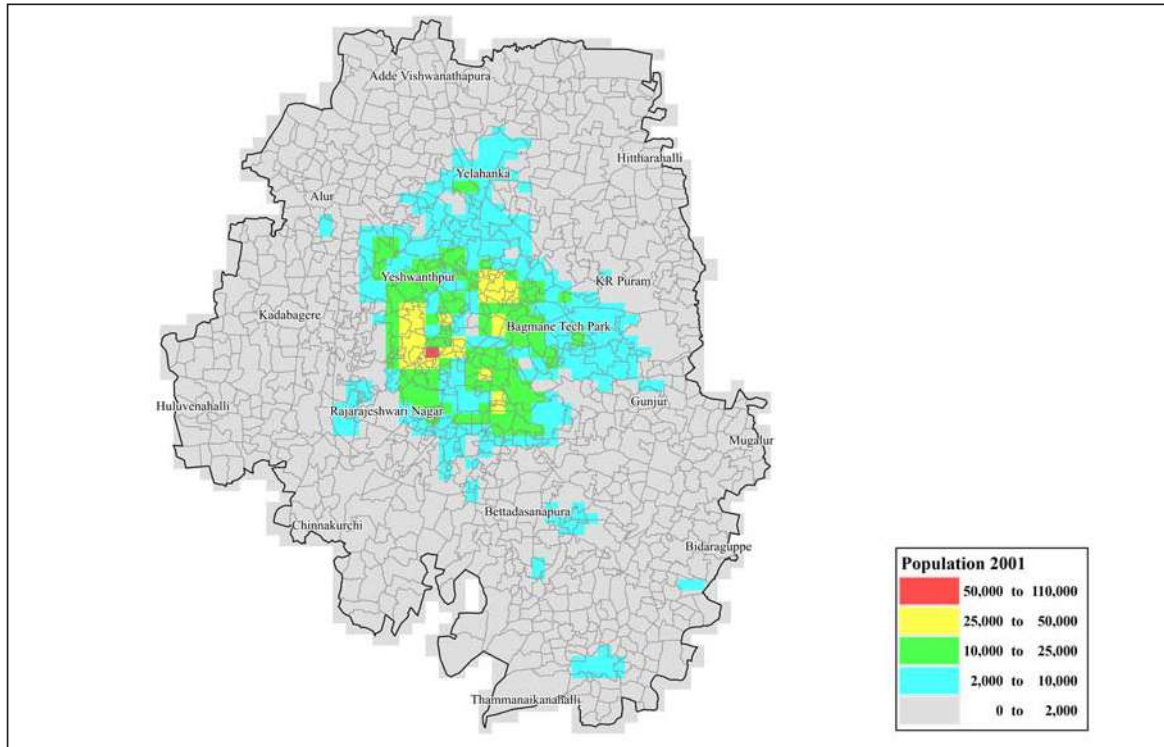 Adde Vishwanathapura
Hittharahalli
Yelahanka
Alur
Yeshwanthpur
KR Puram
Kadabagere
Bagmane Tech Park
Huluvenahalli
Rajarajeshwari Nagar
Gunjur
Mugalur
Bettadasanapura
Chinnakurchi
Bidaraguppe
Thammanaikanahalli
Population 2001
50,000 to 110,000
25,000 to 50,000
10,000 to 25,000
2,000 to 10,000
0 to 2,000